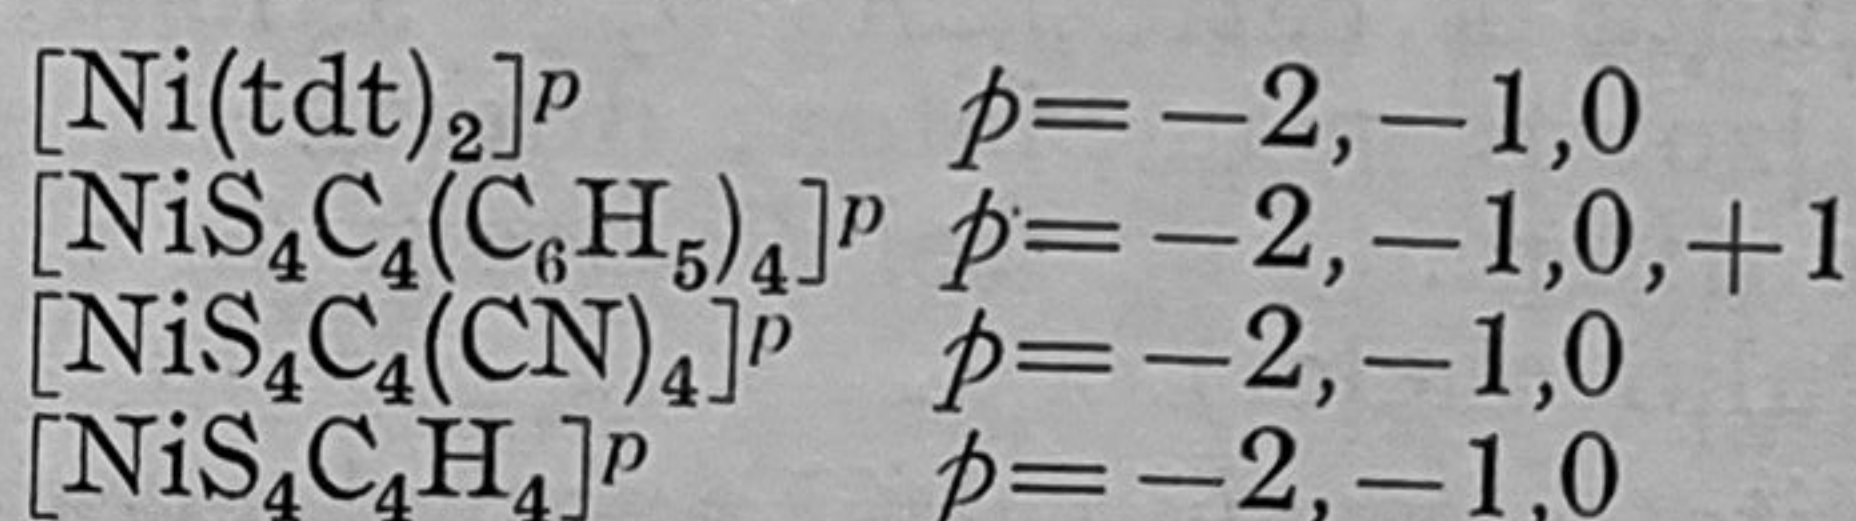 [Ni(tdt)₂]ᵖ p=−2,−1,0
[NiS₄C₄(C₆H₅)₄]ᵖ p=−2,−1,0,+1
[NiS₄C₄(CN)₄]ᵖ p=−2,−1,0
[NiS₄C₄H₄]ᵖ p=−2,−1,0